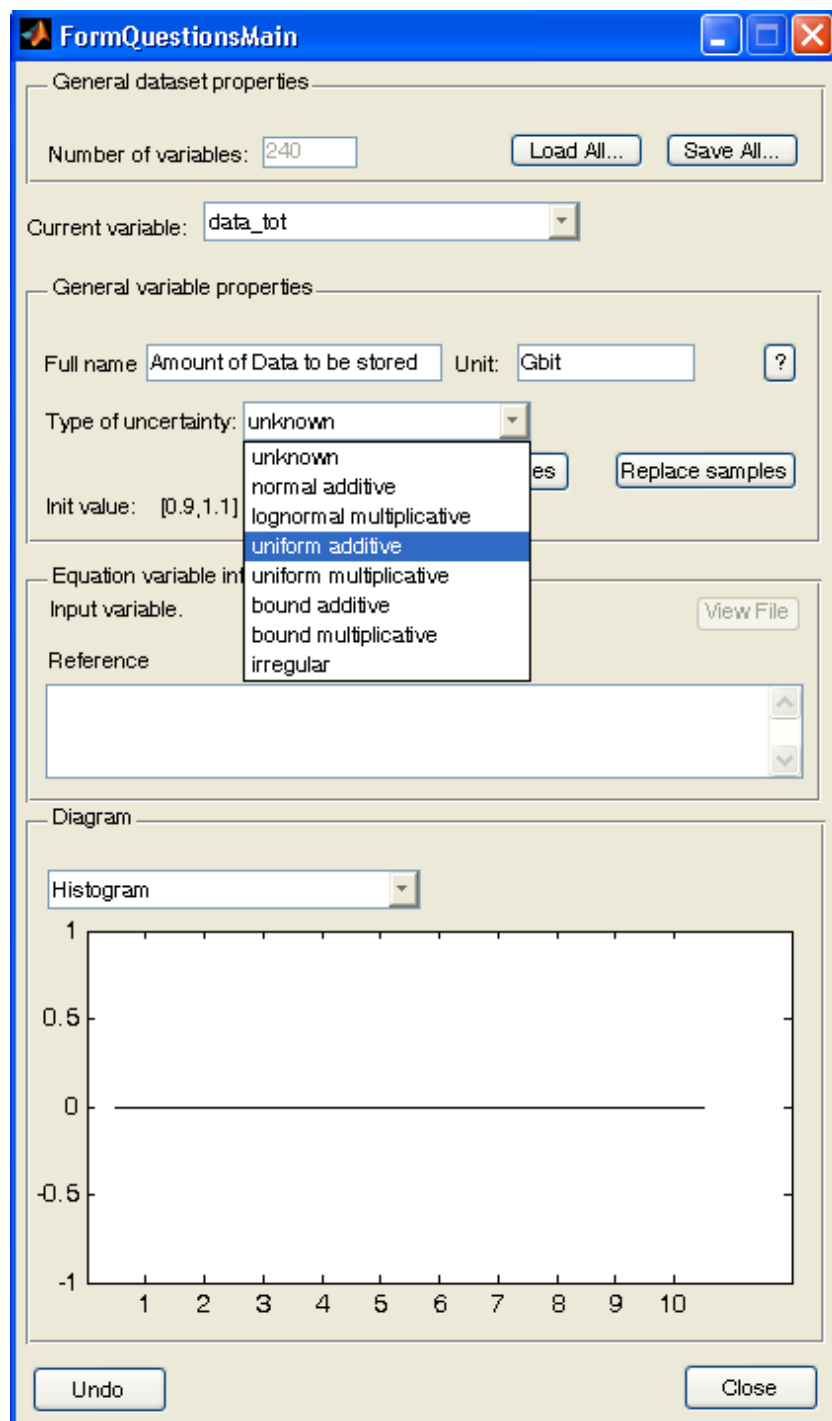 FormQuestionsMain
General dataset properties
Number of variables: 240 Load All... Save All...
Current variable: data_tot
General variable properties
Full name Amount of Data to be stored Unit: Gbit ?
Type of uncertainty: unknown
unknown
es Replace samples
normal additive
Init value: [0.9,1.1]
lognormal multiplicative
uniform additive
Equation variable int
uniform multiplicative
Input variable. View File
bound additive
bound multiplicative
Reference
irregular
Diagram
Histogram
1
0.5
0
-0.5
-1
1 2 3 4 5 6 7 8 9 10
Undo Close